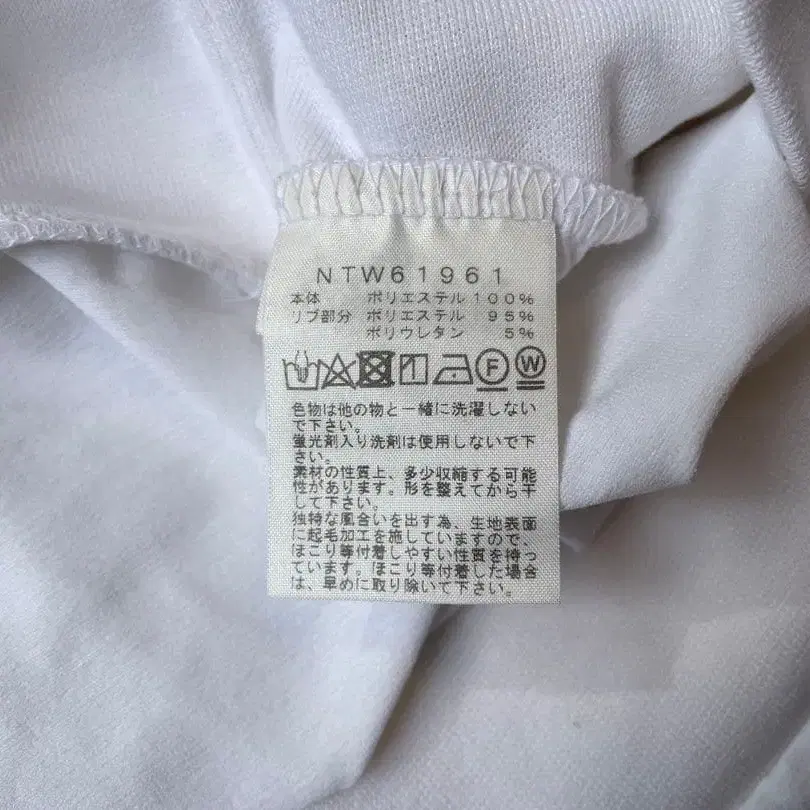 NTW61961
本体 ポリエステル 100%
リブ部分 ポリエステル 95%
ポリウレタン 5%
F W
色物は他の物と一緒に洗濯しない
で下さい。
蛍光剤入り洗剤は使用しないで下
さい。
素材の性質上、多少収縮する可能
性があります。形を整えてから干
して下さい。
独特な風合いを出す為、生地表面
に起毛加工を施していますので、
ほこり等付着しやすい性質を持っ
ています。ほこり等付着した場合
は、早めに取り除いて下さい。